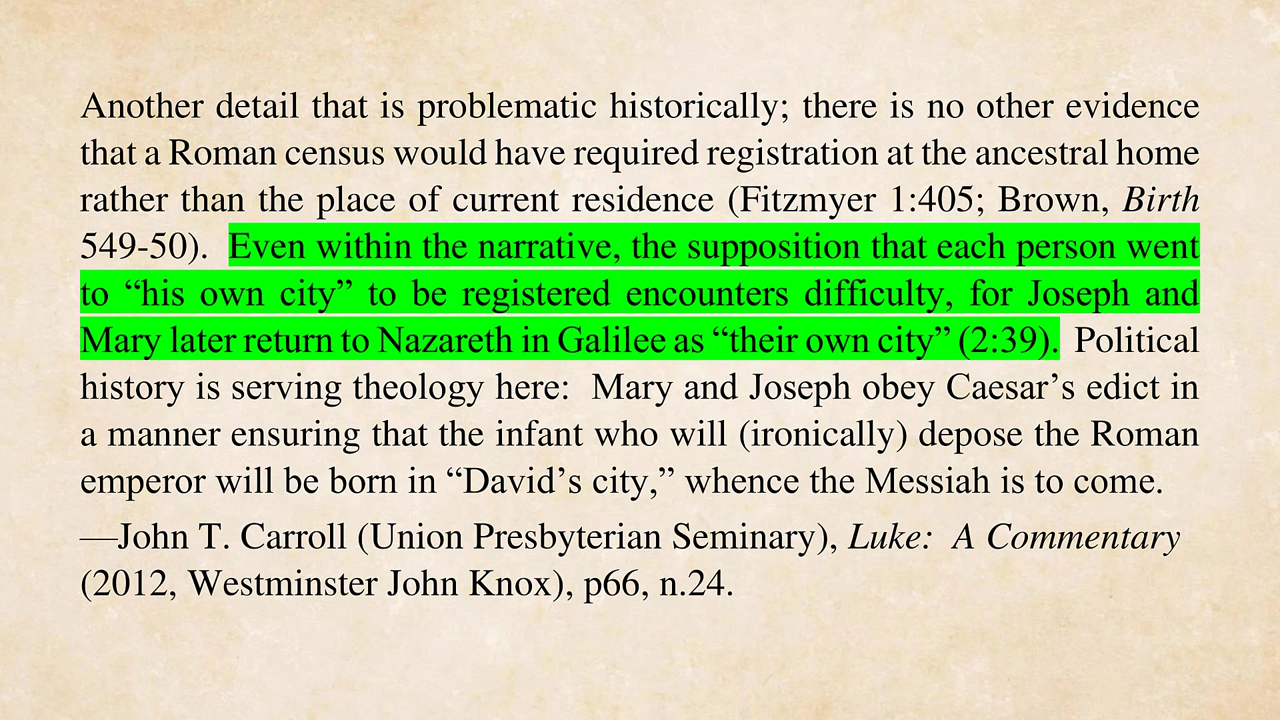 Another detail that is problematic historically; there is no other evidence
that a Roman census would have required registration at the ancestral home
rather than the place of current residence (Fitzmyer 1:405; Brown, Birth
549-50).  Even within the narrative, the supposition that each person went
to “his own city” to be registered encounters difficulty, for Joseph and
Mary later return to Nazareth in Galilee as “their own city” (2:39).  Political
history is serving theology here:  Mary and Joseph obey Caesar’s edict in
a manner ensuring that the infant who will (ironically) depose the Roman
emperor will be born in “David’s city,” whence the Messiah is to come.
—John T. Carroll (Union Presbyterian Seminary), Luke:  A Commentary
(2012, Westminster John Knox), p66, n.24.